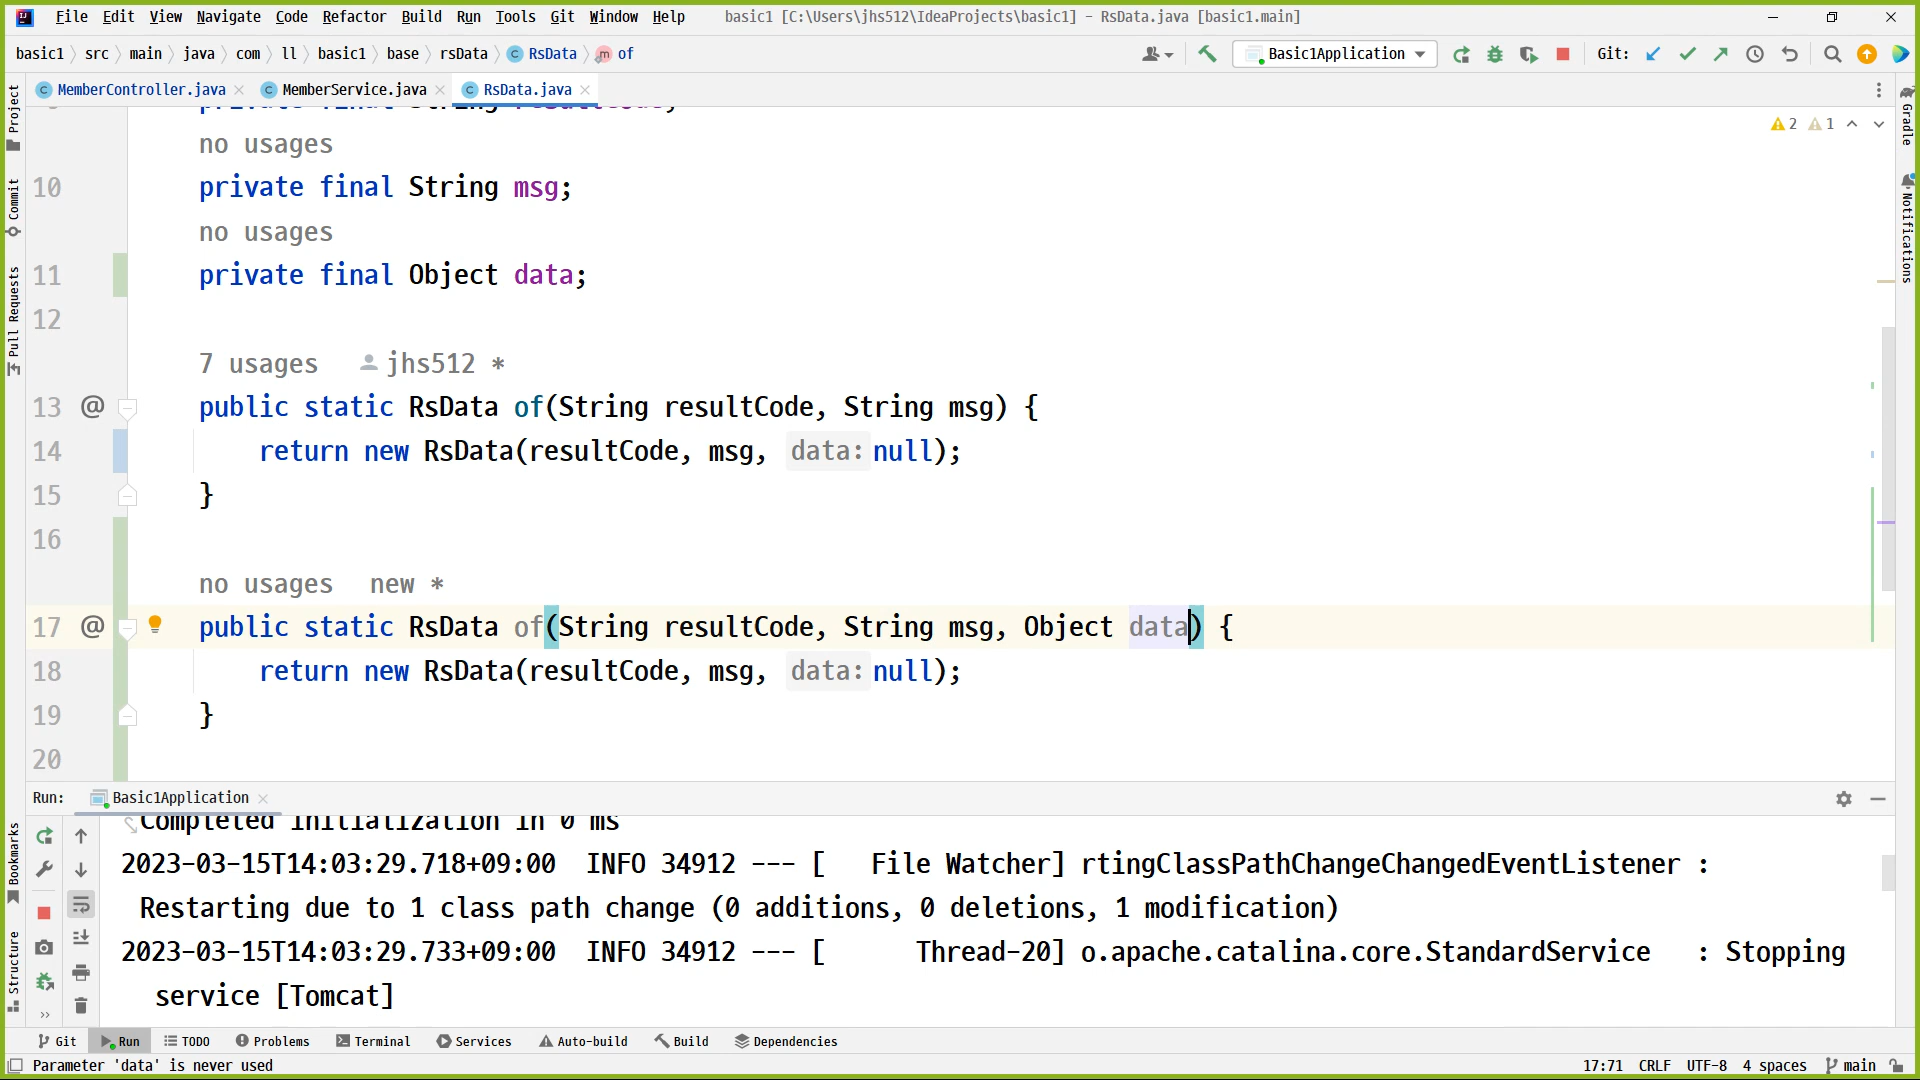 File Edit View Navigate Code Refactor Build Run Tools Git Window Help basic1 [C:\Users\jhs512\IdeaProjects\basic1] - RsData.java [basic1.main]
basic1 src main java com ll basic1 base rsData RsData of Basic1Application Git:
MemberController.java MemberService.java RsData.java
2 1
no usages
10 private final String msg;
no usages
11 private final Object data;
12
7 usages jhs512 *
13 @ public static RsData of(String resultCode, String msg) {
14 return new RsData(resultCode, msg, data: null);
15 }
16
no usages new *
17 @ public static RsData of(String resultCode, String msg, Object data) {
18 return new RsData(resultCode, msg, data: null);
19 }
20
Project
Commit
Pull Requests
Bookmarks
Structure
Gradle
Notifications
Run: Basic1Application
Completed initialization in 0 ms
2023-03-15T14:03:29.718+09:00 INFO 34912 --- [ File Watcher] rtingClassPathChangeChangedEventListener :
Restarting due to 1 class path change (0 additions, 0 deletions, 1 modification)
2023-03-15T14:03:29.733+09:00 INFO 34912 --- [ Thread-20] o.apache.catalina.core.StandardService : Stopping
service [Tomcat]
Git Run TODO Problems Terminal Services Auto-build Build Dependencies
Parameter 'data' is never used 17:71 CRLF UTF-8 4 spaces main